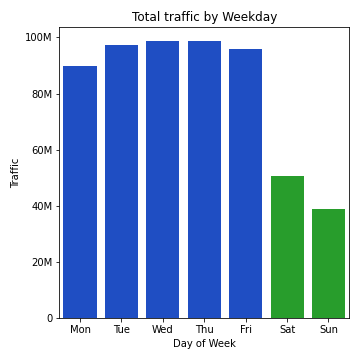 Total traffic by Weekday
100M
80M
60M
40M
20M
0
Traffic
Mon Tue Wed Thu Fri Sat Sun
Day of Week